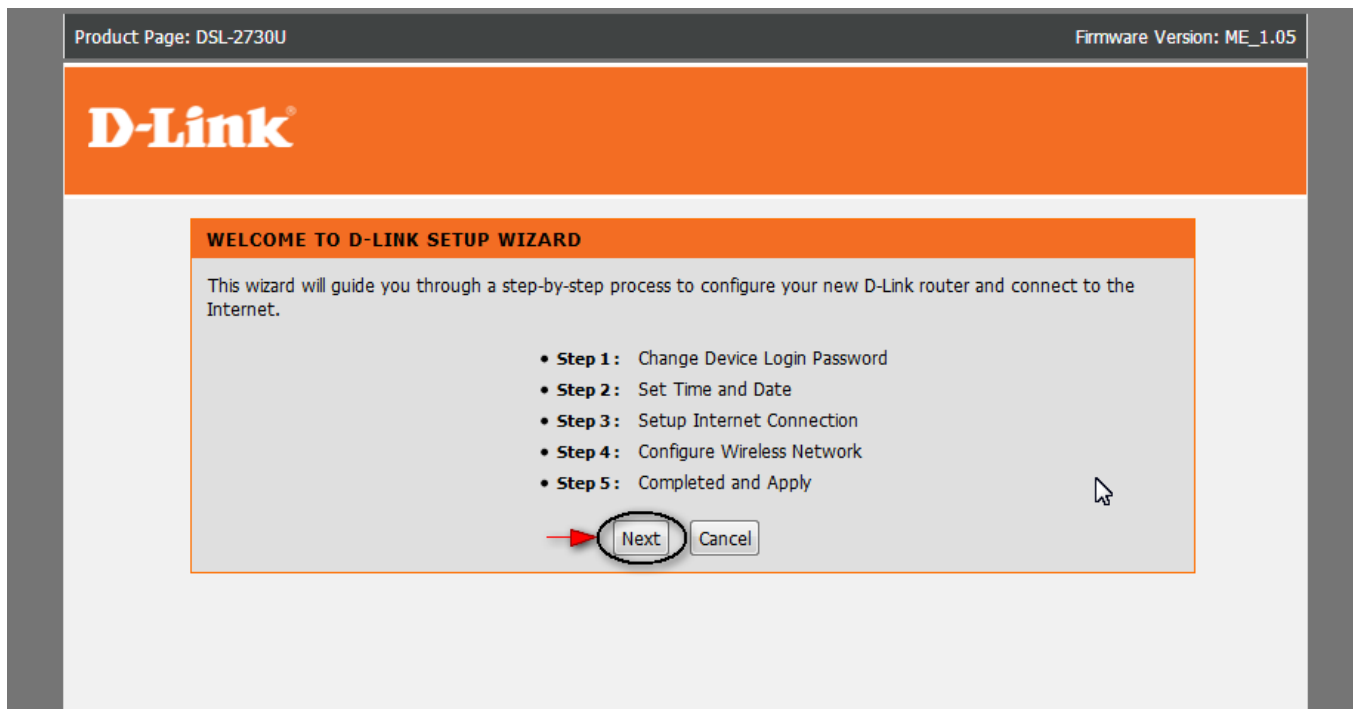 Product Page: DSL-2730U
Firmware Version: ME_1.05
D-Link®
WELCOME TO D-LINK SETUP WIZARD
This wizard will guide you through a step-by-step process to configure your new D-Link router and connect to the
Internet.
• Step 1 : Change Device Login Password
• Step 2 : Set Time and Date
• Step 3 : Setup Internet Connection
• Step 4 : Configure Wireless Network
• Step 5 : Completed and Apply
Next Cancel